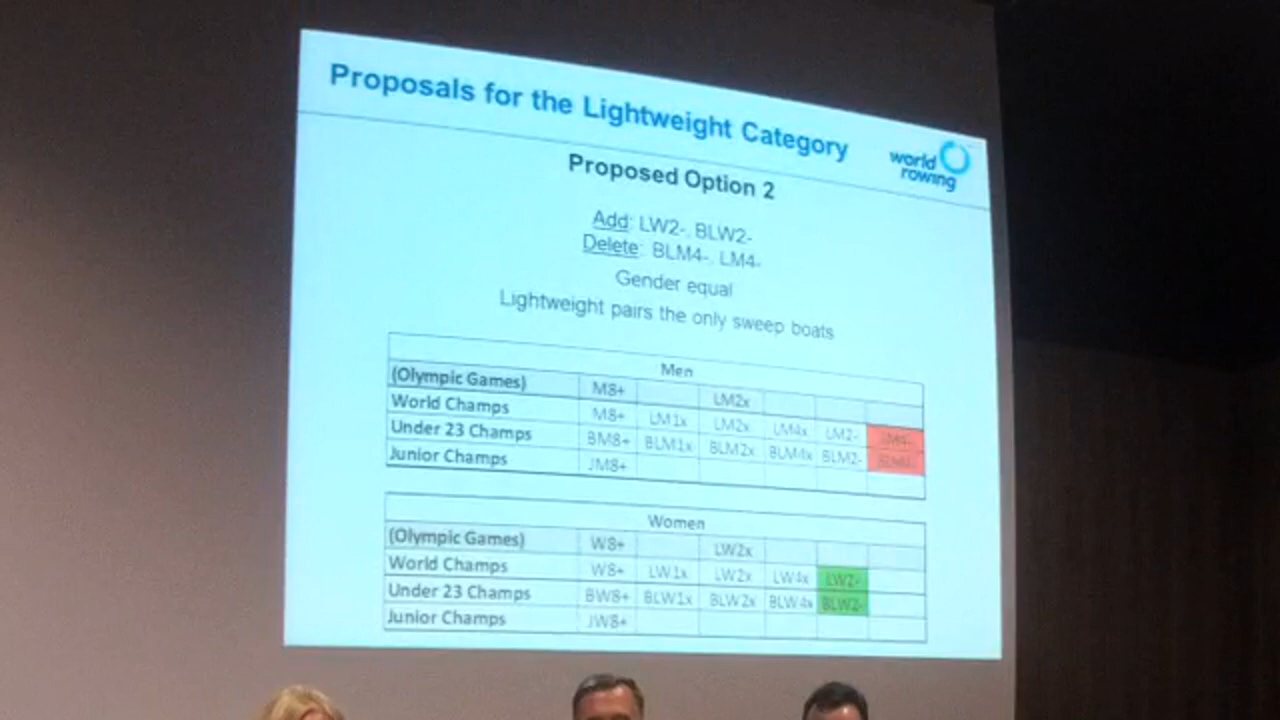 Proposals for the Lightweight Category
world
rowing
Proposed Option 2
Add: LW2-, BLW2-
Delete: BLM4-, LM4-
Gender equal
Lightweight pairs the only sweep boats
Men
(Olympic Games) M8+ LM2x
World Champs M8+ LM1x LM2x LM4x LM2- LM4-
Under 23 Champs BM8+ BLM1x BLM2x BLM4x BLM2- BLM4-
Junior Champs JM8+
Women
(Olympic Games) W8+ LW2x
World Champs W8+ LW1x LW2x LW4x LW2-
Under 23 Champs BW8+ BLW1x BLW2x BLW4x BLW2-
Junior Champs JW8+